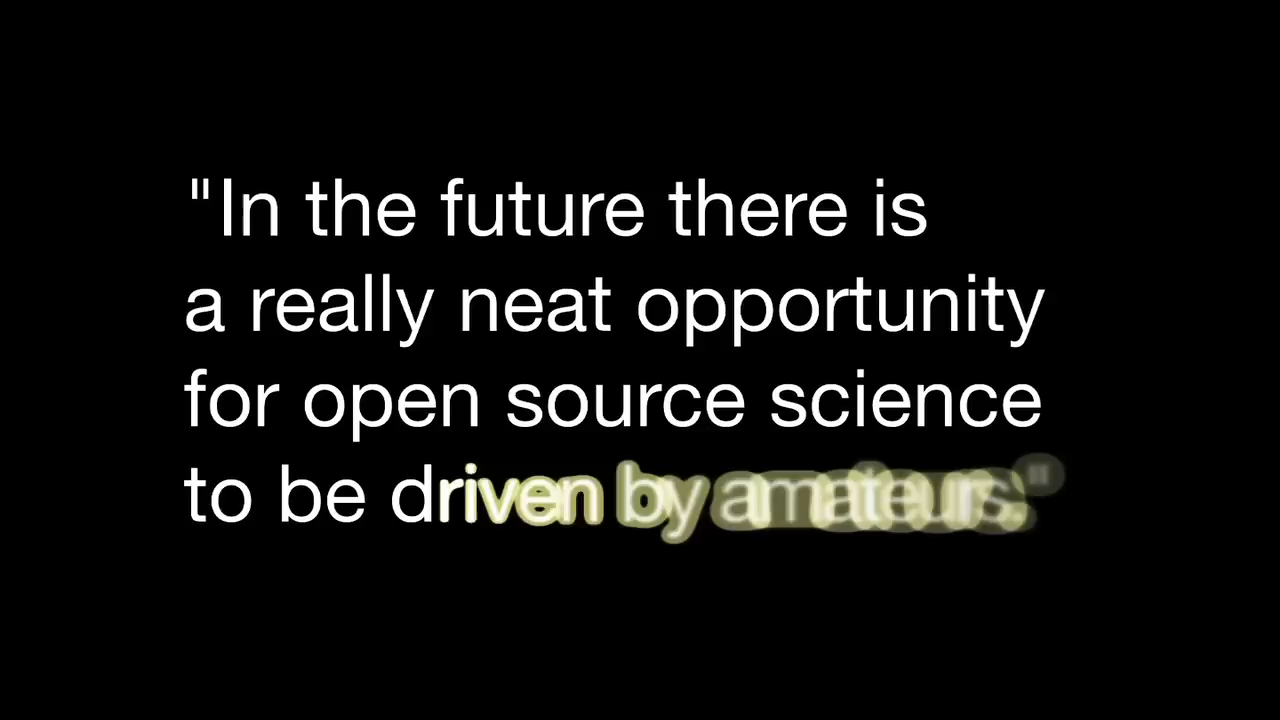 "In the future there is
a really neat opportunity
for open source science
to be driven by amateurs."